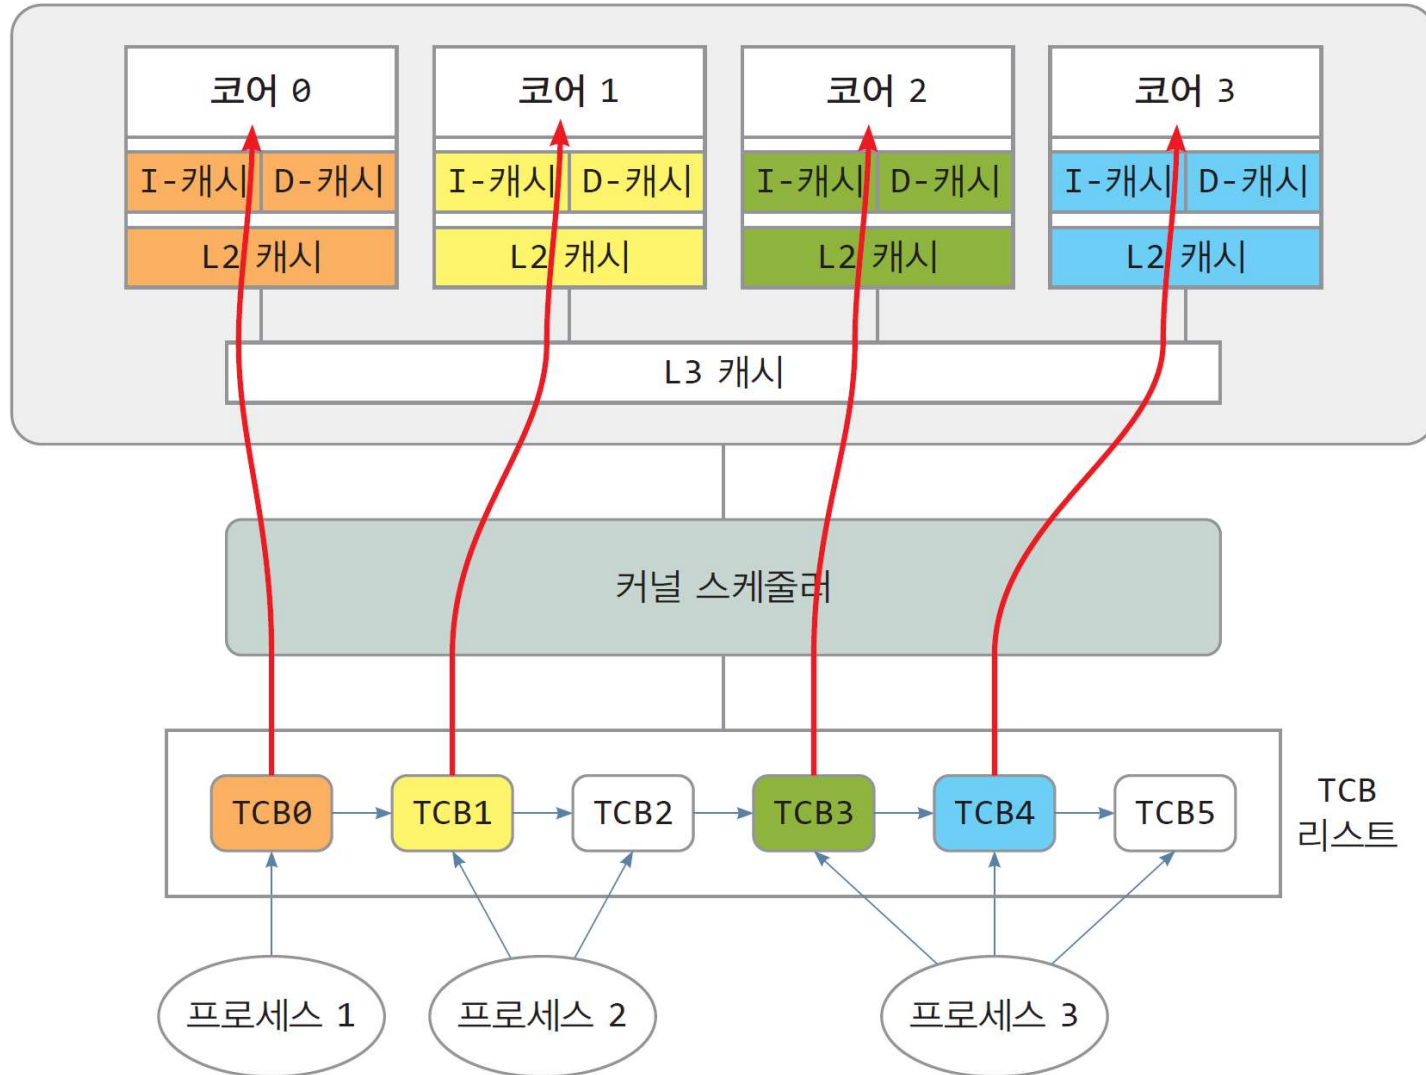 코어 0
코어 1
코어 2
코어 3
I-캐시 D-캐시
I-캐시 D-캐시
I-캐시 D-캐시
I-캐시 D-캐시
L2 캐시
L2 캐시
L2 캐시
L2 캐시
L3 캐시
커널 스케줄러
TCB0
TCB1
TCB2
TCB3
TCB4
TCB5
TCB
리스트
프로세스 1
프로세스 2
프로세스 3